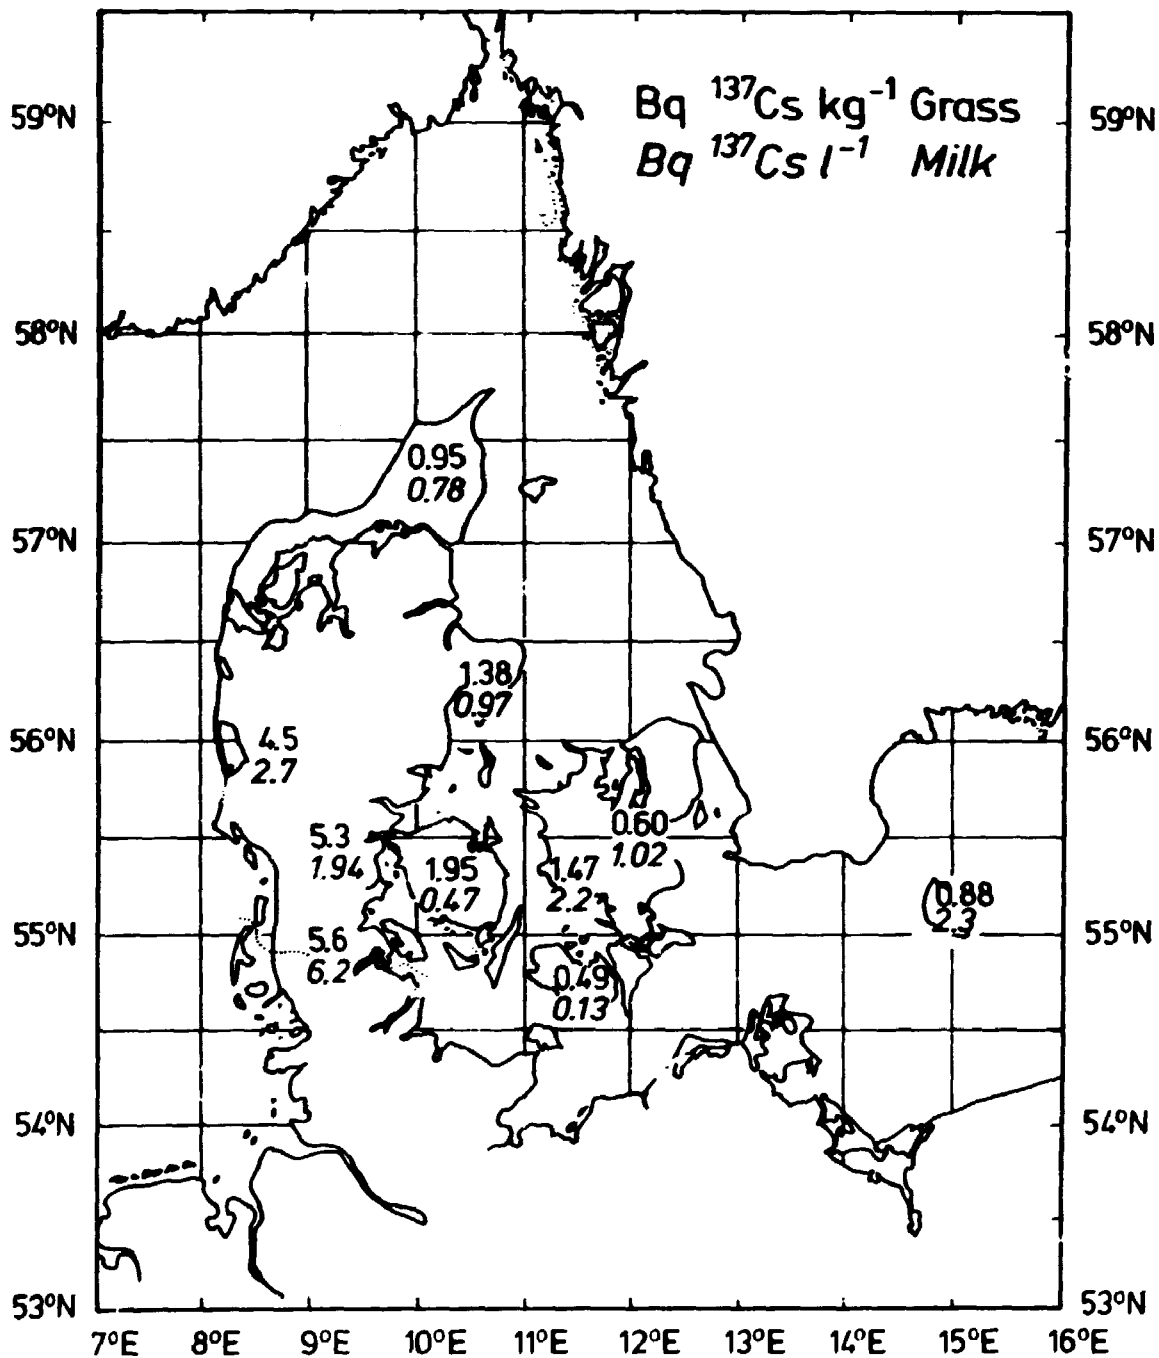 Bq ¹³⁷Cs kg⁻¹ Grass
Bq ¹³⁷Cs l⁻¹ Milk
59°N 59°N
58°N 58°N
0.95
0.78
57°N 57°N
1.38
0.97
56°N 56°N
4.5
2.7
0.60
1.02
5.3
1.94
1.95
0.47
1.47
2.2
0.88
2.3
55°N 55°N
5.6
6.2
0.49
0.13
54°N 54°N
53°N 53°N
7°E 8°E 9°E 10°E 11°E 12°E 13°E 14°E 15°E 16°E